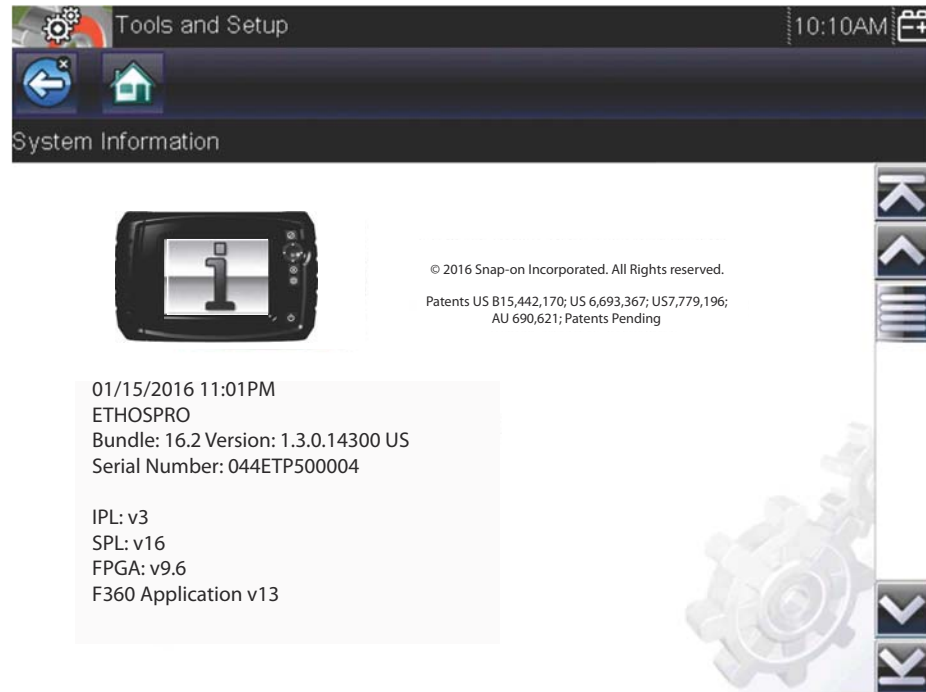 Tools and Setup
10:10AM
System Information
© 2016 Snap-on Incorporated. All Rights reserved.
Patents US B15,442,170; US 6,693,367; US7,779,196;
AU 690,621; Patents Pending
01/15/2016 11:01PM
ETHOSPRO
Bundle: 16.2 Version: 1.3.0.14300 US
Serial Number: 044ETP500004
IPL: v3
SPL: v16
FPGA: v9.6
F360 Application v13